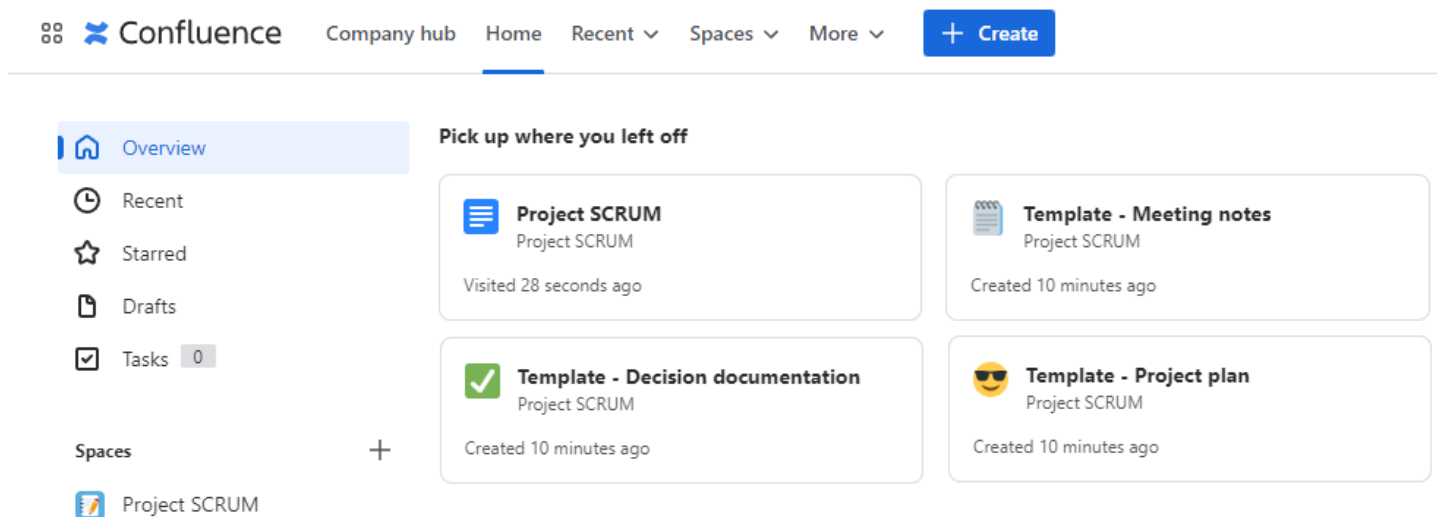 Confluence Company hub Home Recent Spaces More + Create
Overview
Recent
Starred
Drafts
Tasks 0
Spaces
Project SCRUM
Pick up where you left off
Project SCRUM
Project SCRUM
Visited 28 seconds ago
Template - Meeting notes
Project SCRUM
Created 10 minutes ago
Template - Decision documentation
Project SCRUM
Created 10 minutes ago
Template - Project plan
Project SCRUM
Created 10 minutes ago